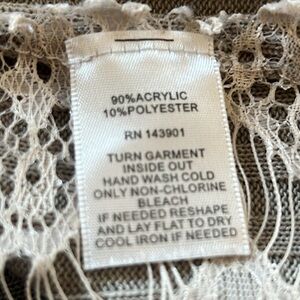 90%ACRYLIC
10%POLYESTER
RN 143901
TURN GARMENT
INSIDE OUT
HAND WASH COLD
ONLY NON-CHLORINE
BLEACH
IF NEEDED RESHAPE
AND LAY FLAT TO DRY
COOL IRON IF NEEDED